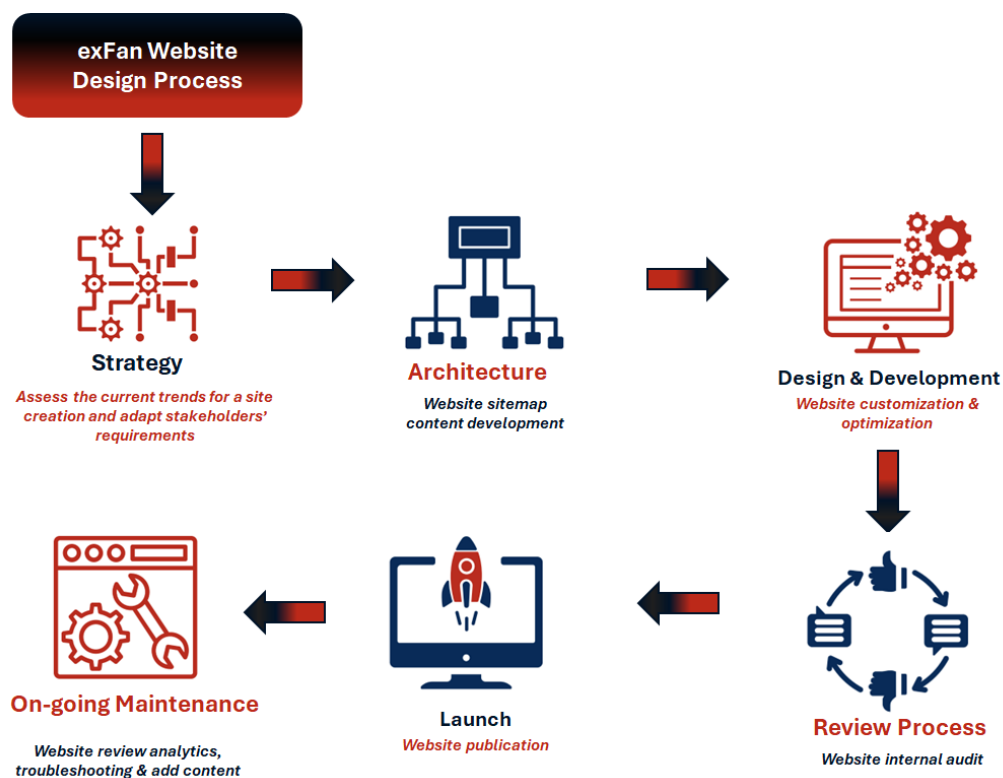 exFan Website
Design Process
Strategy
Assess the current trends for a site
creation and adapt stakeholders'
requirements
Architecture
Website sitemap
content development
Design & Development
Website customization &
optimization
Review Process
Website internal audit
Launch
Website publication
On-going Maintenance
Website review analytics,
troubleshooting & add content